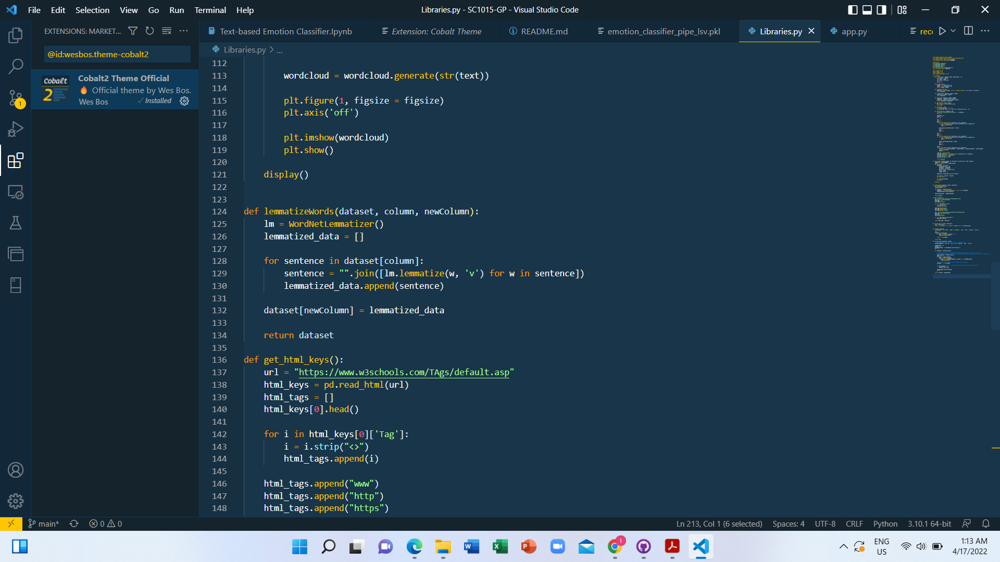 File Edit Selection View Go Run Terminal Help
Libraries.py - SC1015-GP - Visual Studio Code
EXTENSIONS: MARKET...
@id:wesbos.theme-cobalt2
Cobalt2
Cobalt2 Theme Official
Official theme by Wes Bos.
Wes Bos
Installed
1
Text-based Emotion Classifier.Ipynb
Extension: Cobalt Theme
README.md
emotion_classifier_pipe_lsv.pkl
Libraries.py
app.py
rec
Libraries.py > ...
112
113 wordcloud = wordcloud.generate(str(text))
114
115 plt.figure(1, figsize = figsize)
116 plt.axis('off')
117
118 plt.imshow(wordcloud)
119 plt.show()
120
121 display()
122
123
124 def lemmatizeWords(dataset, column, newColumn):
125 lm = WordNetLemmatizer()
126 lemmatized_data = []
127
128 for sentence in dataset[column]:
129 sentence = "".join([lm.lemmatize(w, 'v') for w in sentence])
130 lemmatized_data.append(sentence)
131
132 dataset[newColumn] = lemmatized_data
133
134 return dataset
135
136 def get_html_keys():
137 url = "https://www.w3schools.com/TAgs/default.asp"
138 html_keys = pd.read_html(url)
139 html_tags = []
140 html_keys[0].head()
141
142 for i in html_keys[0]['Tag']:
143 i = i.strip("<>")
144 html_tags.append(i)
145
146 html_tags.append("www")
147 html_tags.append("http")
148 html_tags.append("https")
main* 0 0
Ln 213, Col 1 (6 selected) Spaces: 4 UTF-8 CRLF Python 3.10.1 64-bit
ENG
US
1:13 AM
4/17/2022